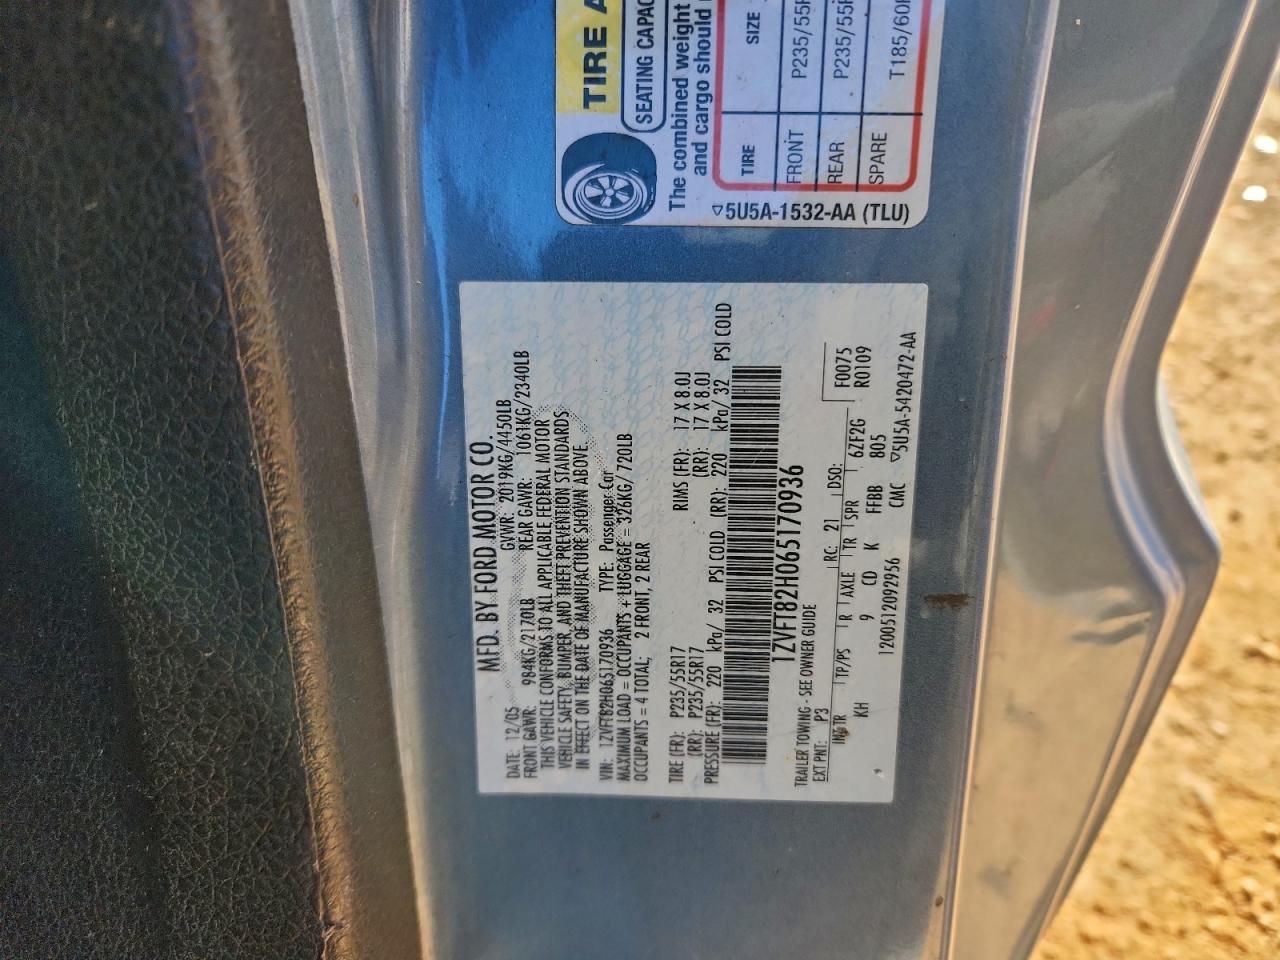 TIRE A
SEATING CAPAC
The combined weight
and cargo should
TIRE SIZE
FRONT P235/55R
REAR P235/55R
SPARE T185/60R
▽5U5A-1532-AA (TLU)
MFD. BY FORD MOTOR CO.
DATE: 12/05 GVWR: 2019KG/4450LB
FRONT GAWR: 984KG/2170LB REAR GAWR: 1061KG/2340LB
THIS VEHICLE CONFORMS TO ALL APPLICABLE FEDERAL MOTOR
VEHICLE SAFETY, BUMPER, AND THEFT PREVENTION STANDARDS
IN EFFECT ON THE DATE OF MANUFACTURE SHOWN ABOVE.
VIN: 1ZVFT82H065170936 TYPE: Passenger Car
MAXIMUM LOAD = OCCUPANTS + LUGGAGE = 326KG/720LB
OCCUPANTS = 4 TOTAL; 2 FRONT, 2 REAR
TIRE (FR): P235/55R17 RIMS (FR): 17 X 8.0J
(RR): P235/55R17 (RR): 17 X 8.0J
PRESSURE (FR): 220 kPa/ 32 PSI COLD (RR): 220 kPa/ 32 PSI COLD
1ZVFT82H065170936
TRAILER TOWING - SEE OWNER GUIDE
EXT PNT: P3 RC: 21 DSO: F0075
R0109
INT TR TP/PS R AXLE TR SPR 6ZF2G
KH 9 CD K FFBB 805
1200512092956 CMC ▽5U5A-5420472-AA